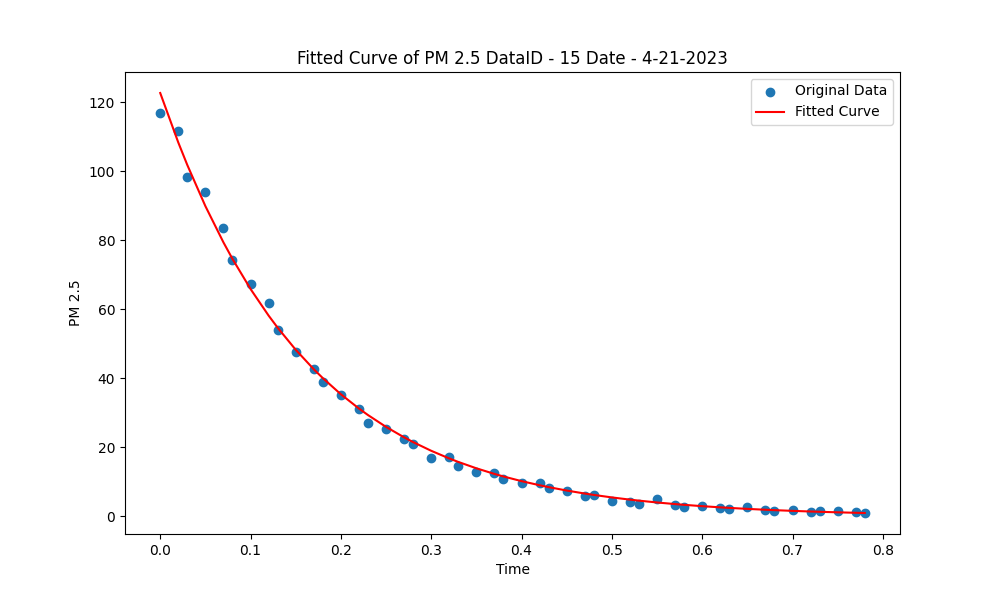 Fitted Curve of PM 2.5 DataID - 15 Date - 4-21-2023
Original Data
Fitted Curve
120
100
80
60
40
20
0
PM 2.5
0.0 0.1 0.2 0.3 0.4 0.5 0.6 0.7 0.8
Time